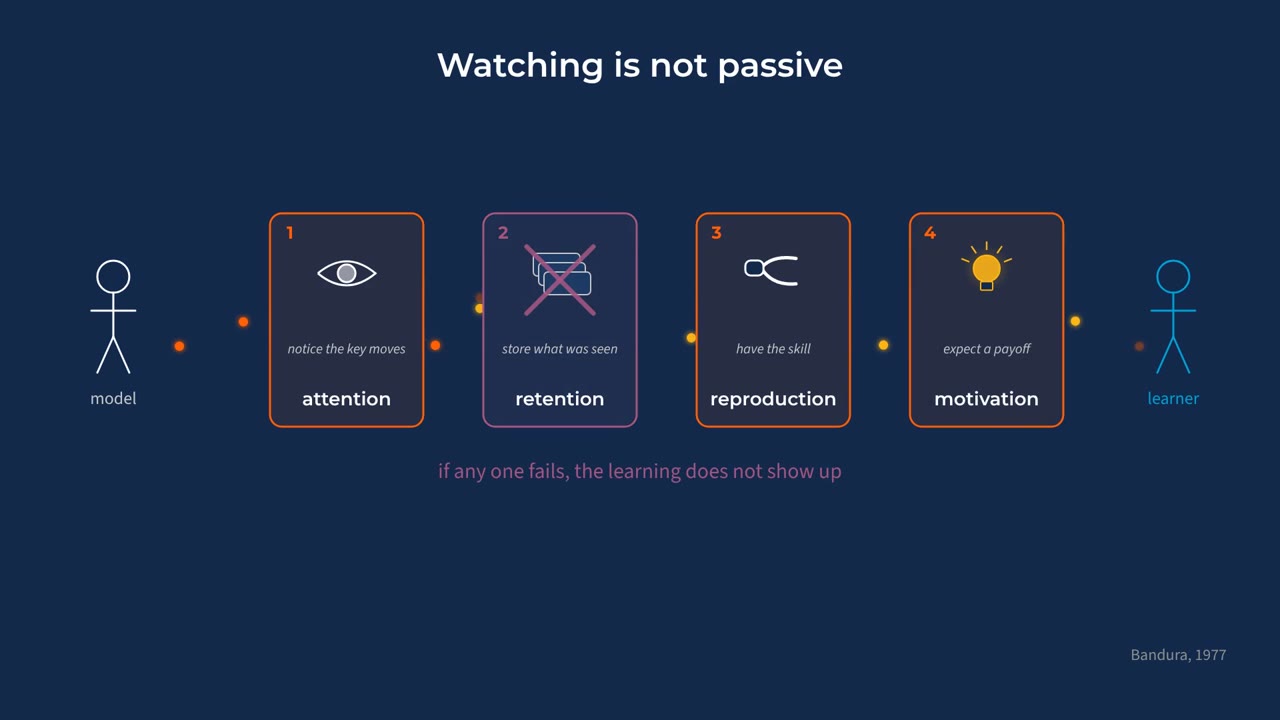 Watching is not passive
1
2
3
4
notice the key moves
store what was seen
have the skill
expect a payoff
model
attention
retention
reproduction
motivation
learner
if any one fails, the learning does not show up
Bandura, 1977